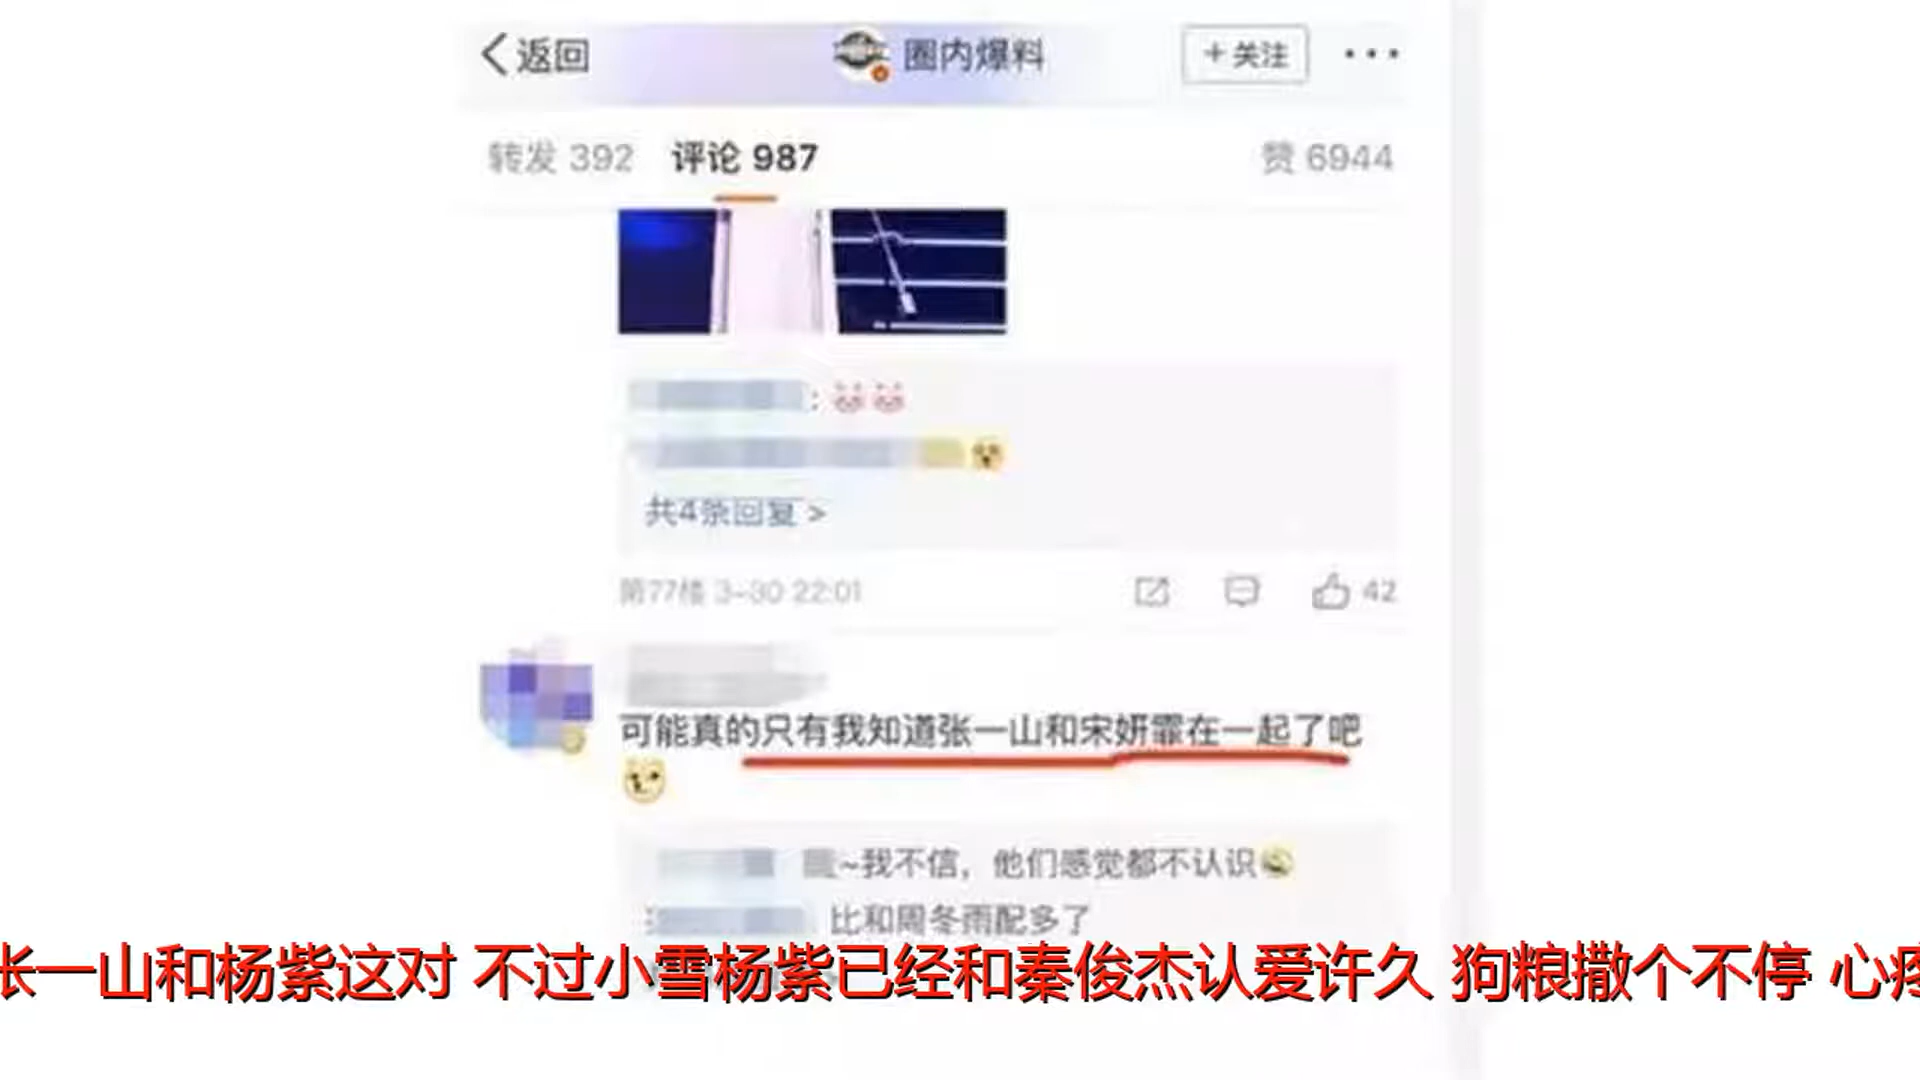 返回
圈内爆料
+关注
转发 392
评论 987
赞 6944
共4条回复 >
第77楼 3-30 22:01
42
可能真的只有我知道张一山和宋妍霏在一起了吧
~我不信，他们感觉都不认识
比和周冬雨配多了
张一山和杨紫这对 不过小雪杨紫已经和秦俊杰认爱许久 狗粮撒个不停 心疼